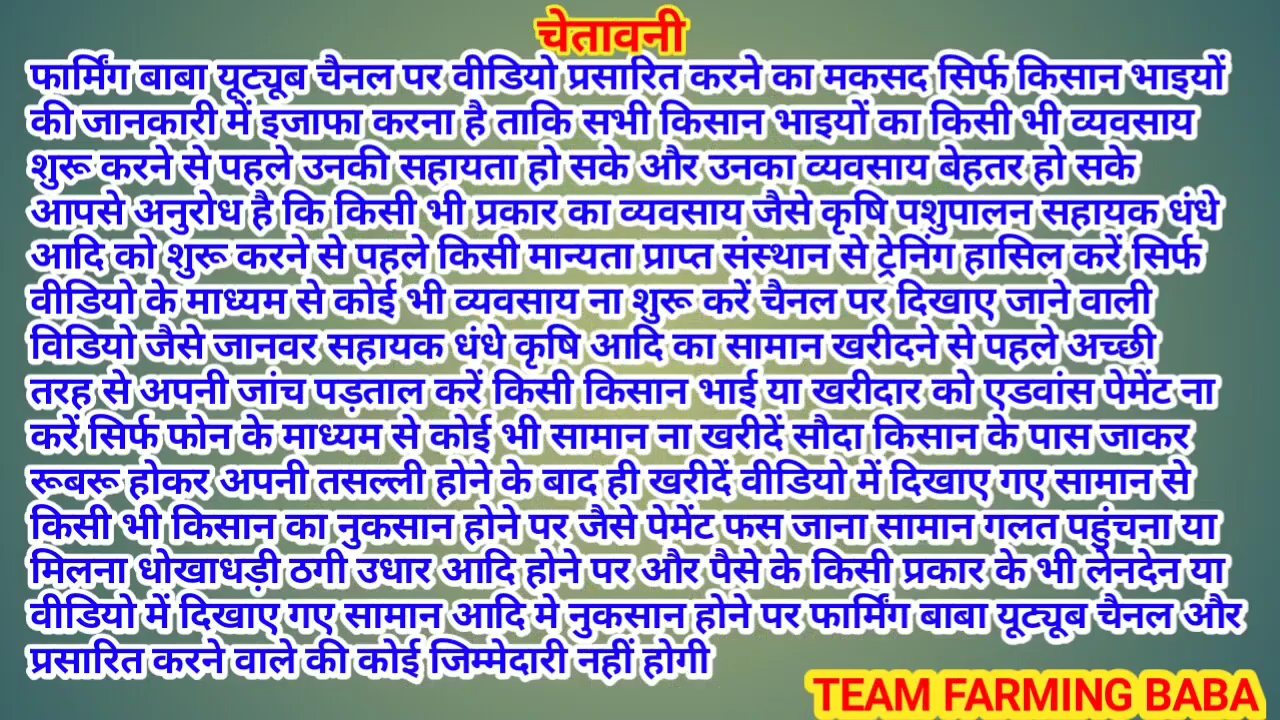 चेतावनी
फार्मिंग बाबा यूट्यूब चैनल पर वीडियो प्रसारित करने का मकसद सिर्फ किसान भाइयों
की जानकारी में इजाफा करना है ताकि सभी किसान भाइयों का किसी भी व्यवसाय
शुरू करने से पहले उनकी सहायता हो सके और उनका व्यवसाय बेहतर हो सके
आपसे अनुरोध है कि किसी भी प्रकार का व्यवसाय जैसे कृषि पशुपालन सहायक धंधे
आदि को शुरू करने से पहले किसी मान्यता प्राप्त संस्थान से ट्रेनिंग हासिल करें सिर्फ
वीडियो के माध्यम से कोई भी व्यवसाय ना शुरू करें चैनल पर दिखाए जाने वाली
विडियो जैसे जानवर सहायक धंधे कृषि आदि का सामान खरीदने से पहले अच्छी
तरह से अपनी जांच पड़ताल करें किसी किसान भाई या खरीदार को एडवांस पेमेंट ना
करें सिर्फ फोन के माध्यम से कोई भी सामान ना खरीदें सौदा किसान के पास जाकर
रूबरू होकर अपनी तसल्ली होने के बाद ही खरीदें वीडियो में दिखाए गए सामान से
किसी भी किसान का नुकसान होने पर जैसे पेमेंट फस जाना सामान गलत पहुंचना या
मिलना धोखाधड़ी ठगी उधार आदि होने पर और पैसे के किसी प्रकार के भी लेनदेन या
वीडियो में दिखाए गए सामान आदि मे नुकसान होने पर फार्मिंग बाबा यूट्यूब चैनल और
प्रसारित करने वाले की कोई जिम्मेदारी नहीं होगी
TEAM FARMING BABA